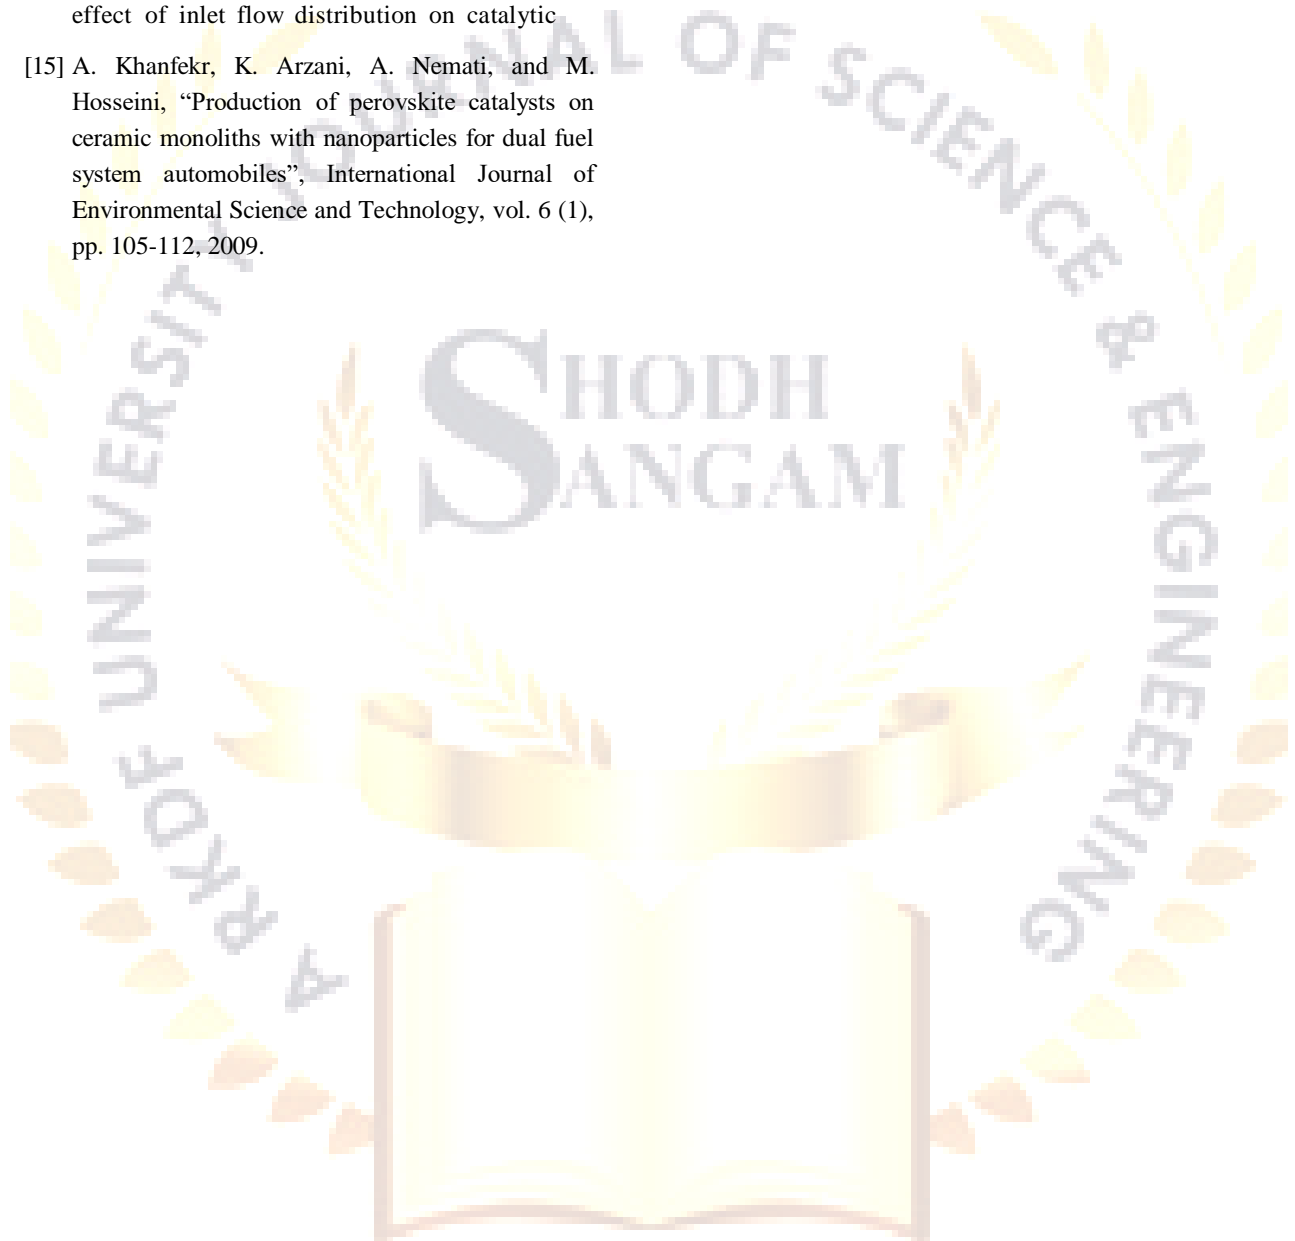 effect of inlet flow distribution on catalytic
[15] A. Khanfekr, K. Arzani, A. Nemati, and M.
Hosseini, “Production of perovskite catalysts on
ceramic monoliths with nanoparticles for dual fuel
system automobiles”, International Journal of
Environmental Science and Technology, vol. 6 (1),
pp. 105-112, 2009.
A RKDF UNIVERSITY JOURNAL OF SCIENCE & ENGINEERING
SHODH
SANGAM